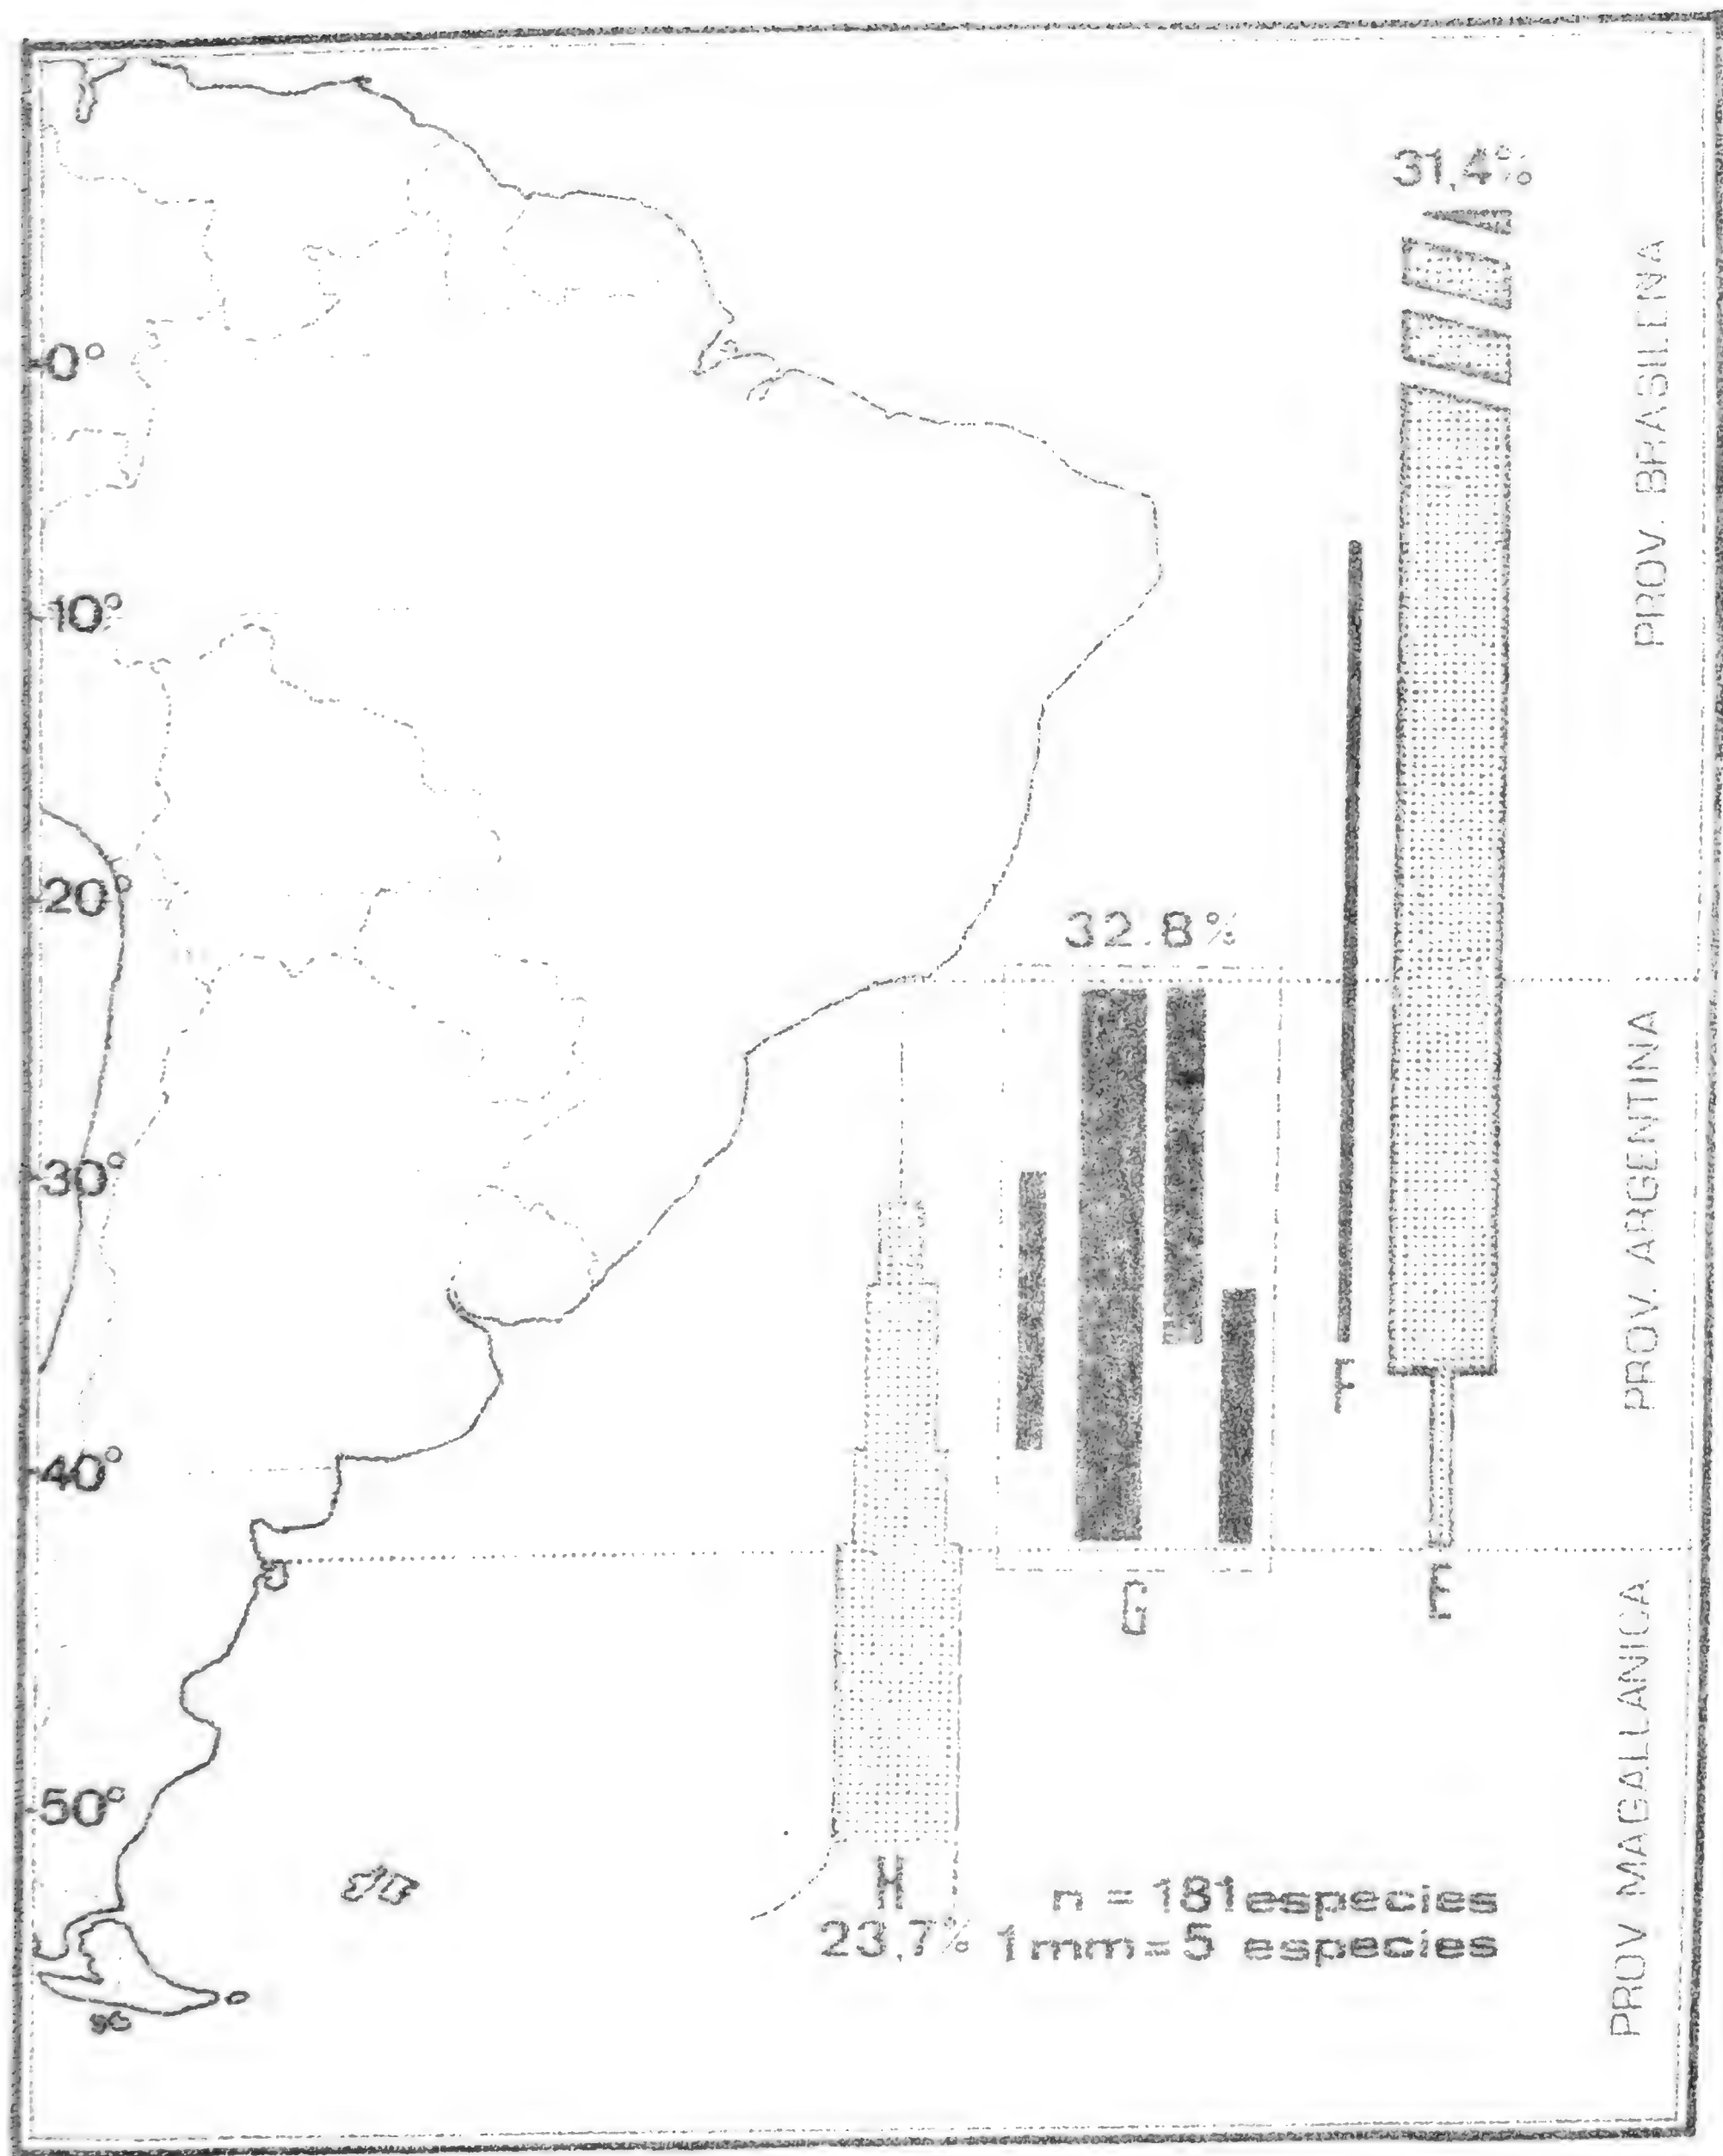 31,4%
PROV. BRASILENA
0°
10°
20°
32.8%
PROV. ARGENTINA
30°
F
40°
G
E
PROV MAGALLANICA
50°
H
n = 181 especies
23,7% 1mm=5 especies